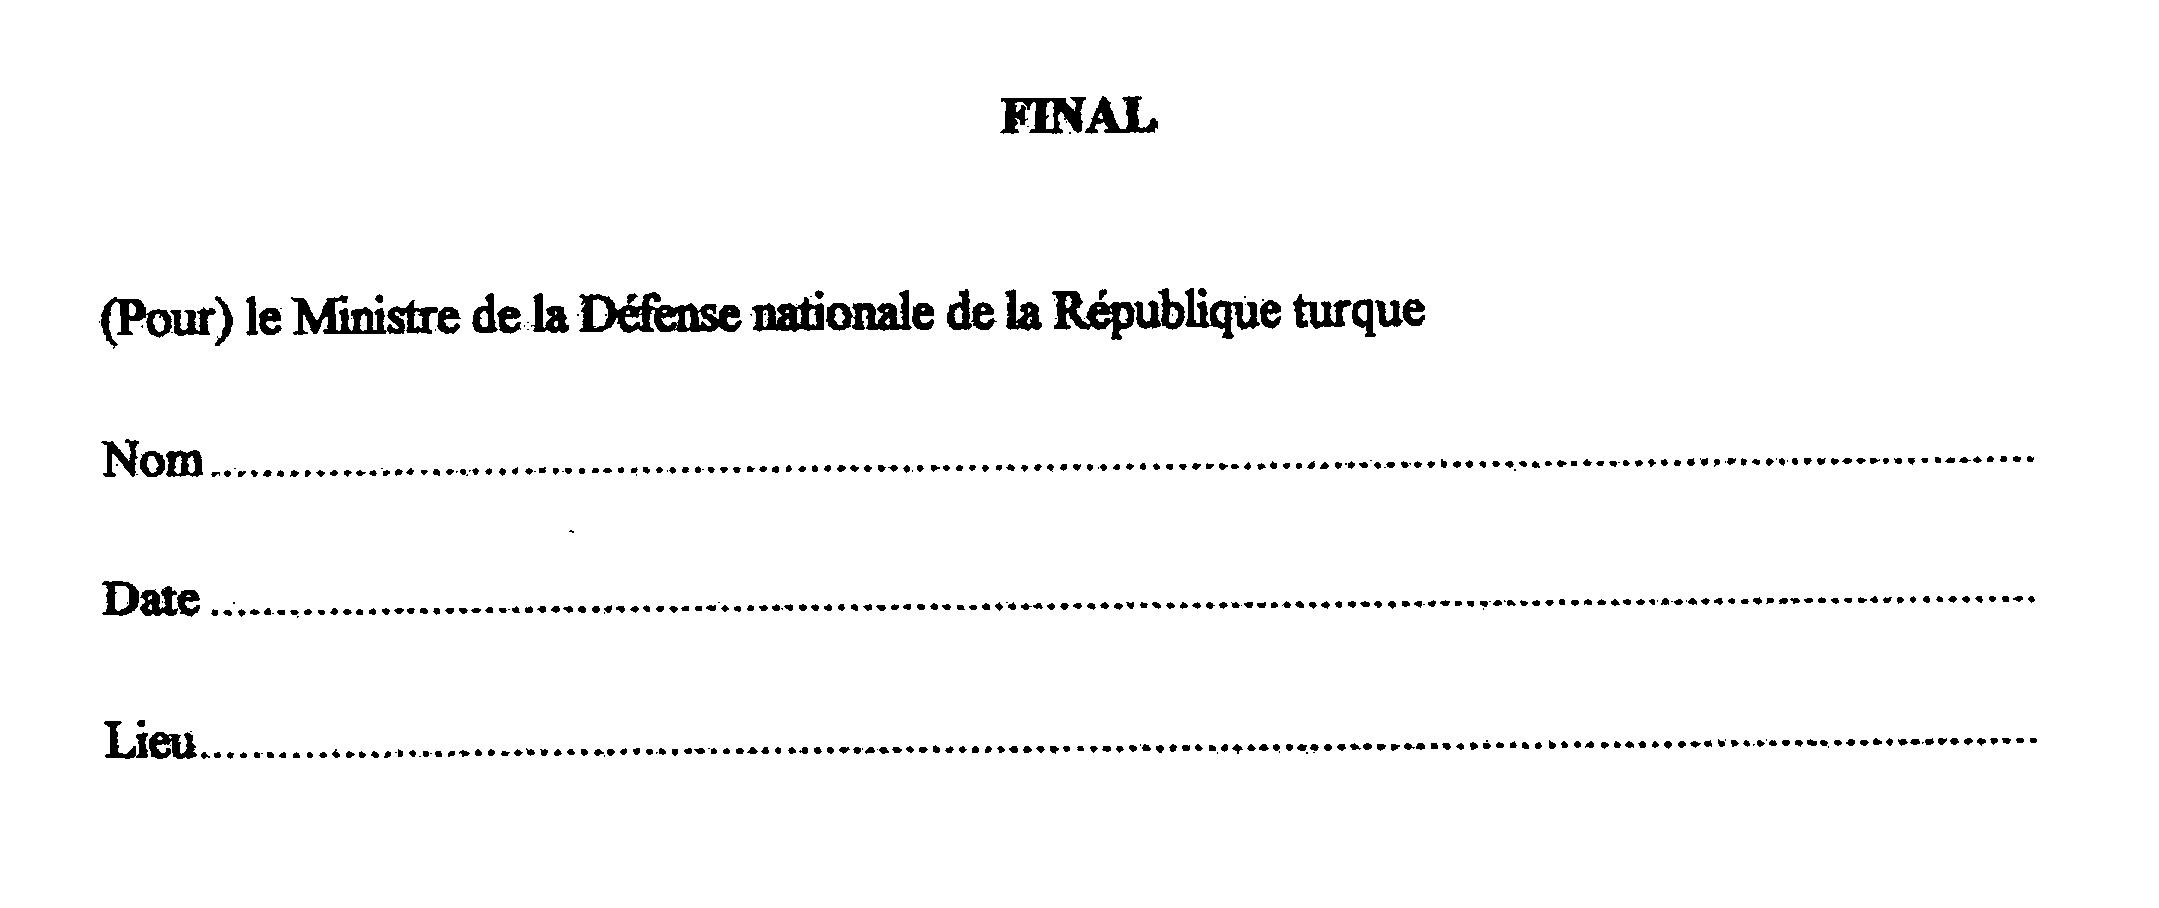 FINAL
(Pour) le Ministre de la Défense nationale de la République turque
Nom
Date
Lieu